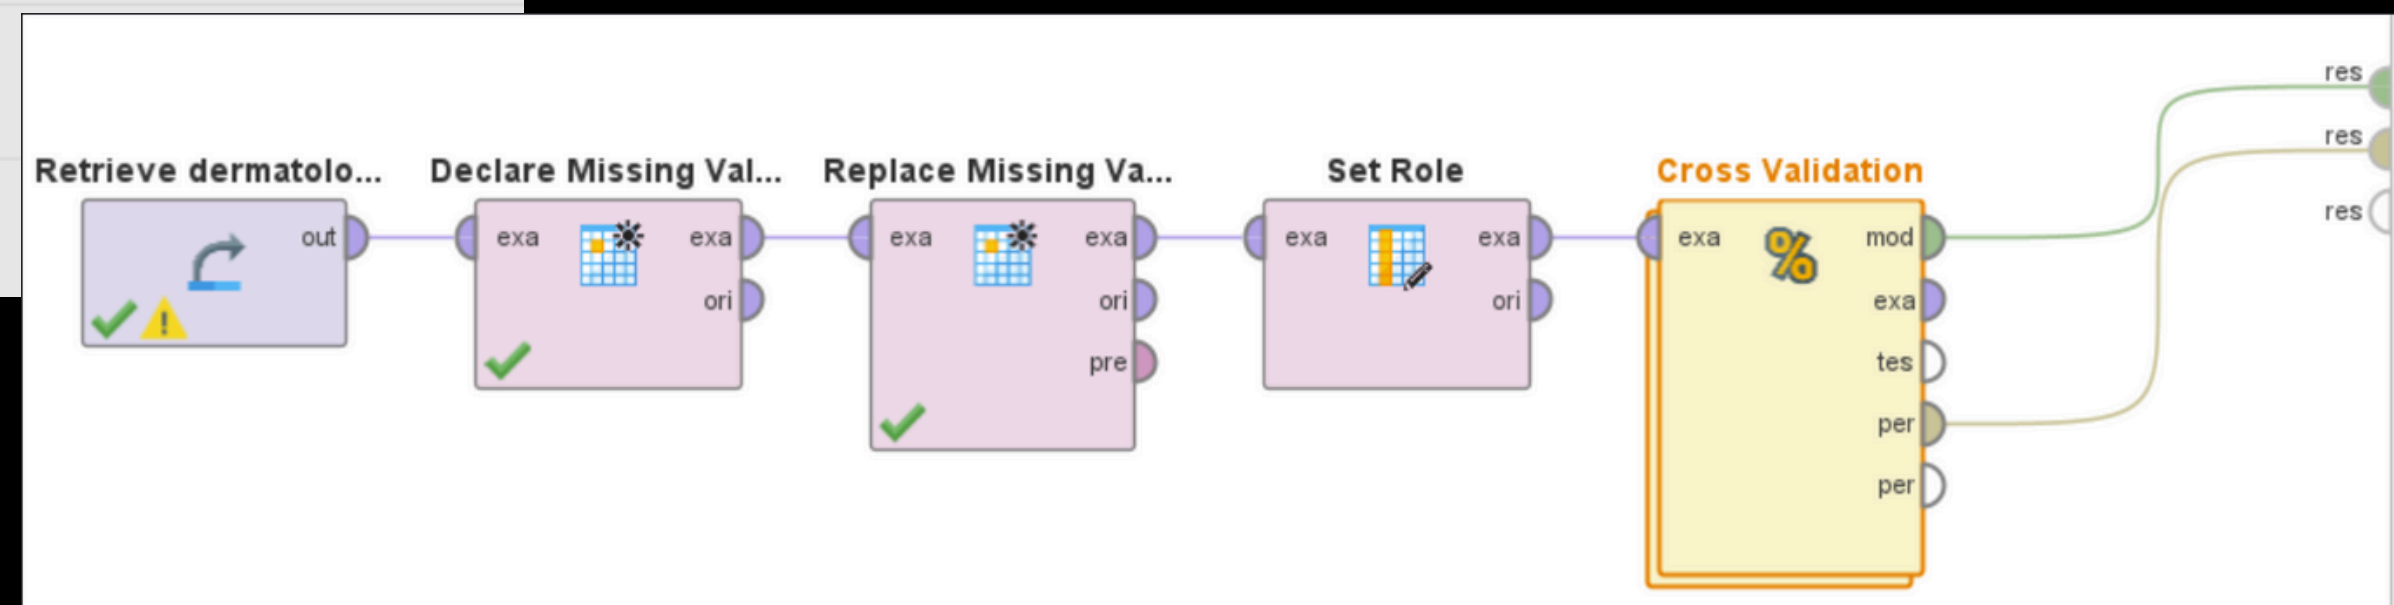 Retrieve dermatolo...
out
Declare Missing Val...
exa
exa
ori
Replace Missing Va...
exa
exa
ori
pre
Set Role
exa
exa
ori
Cross Validation
exa
%
mod
exa
tes
per
per
res
res
res